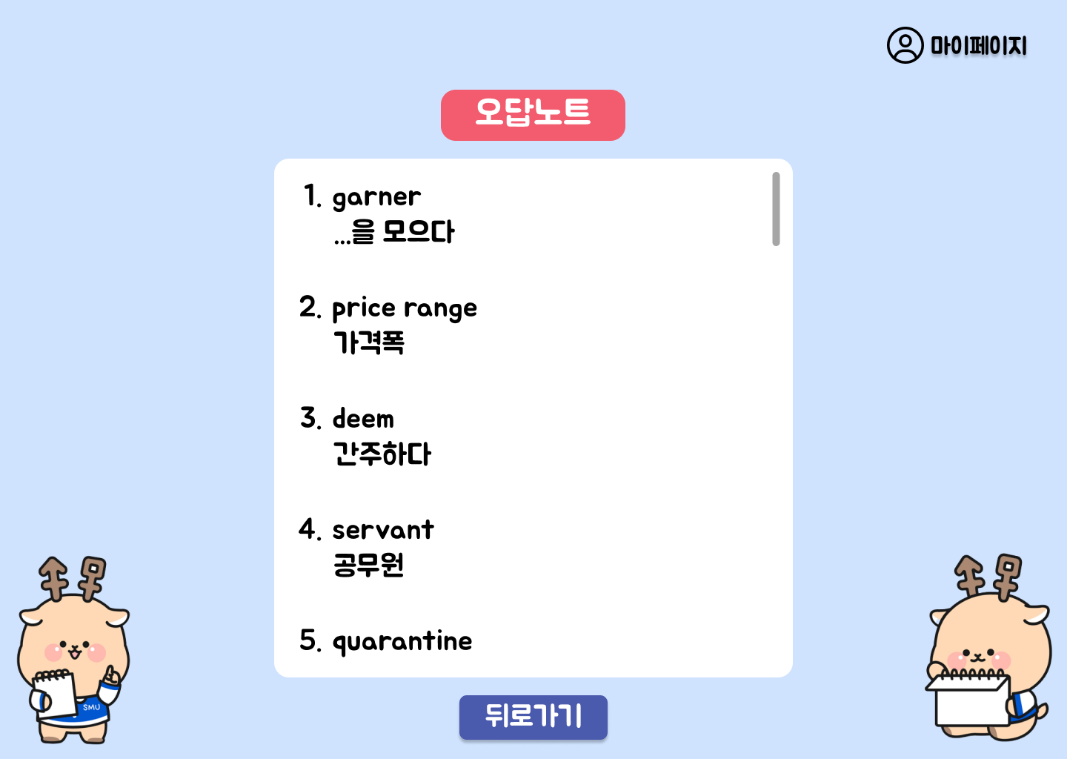 마이페이지
오답노트
1. garner
...을 모으다
2. price range
가격폭
3. deem
간주하다
4. servant
공무원
5. quarantine
SMU
뒤로가기